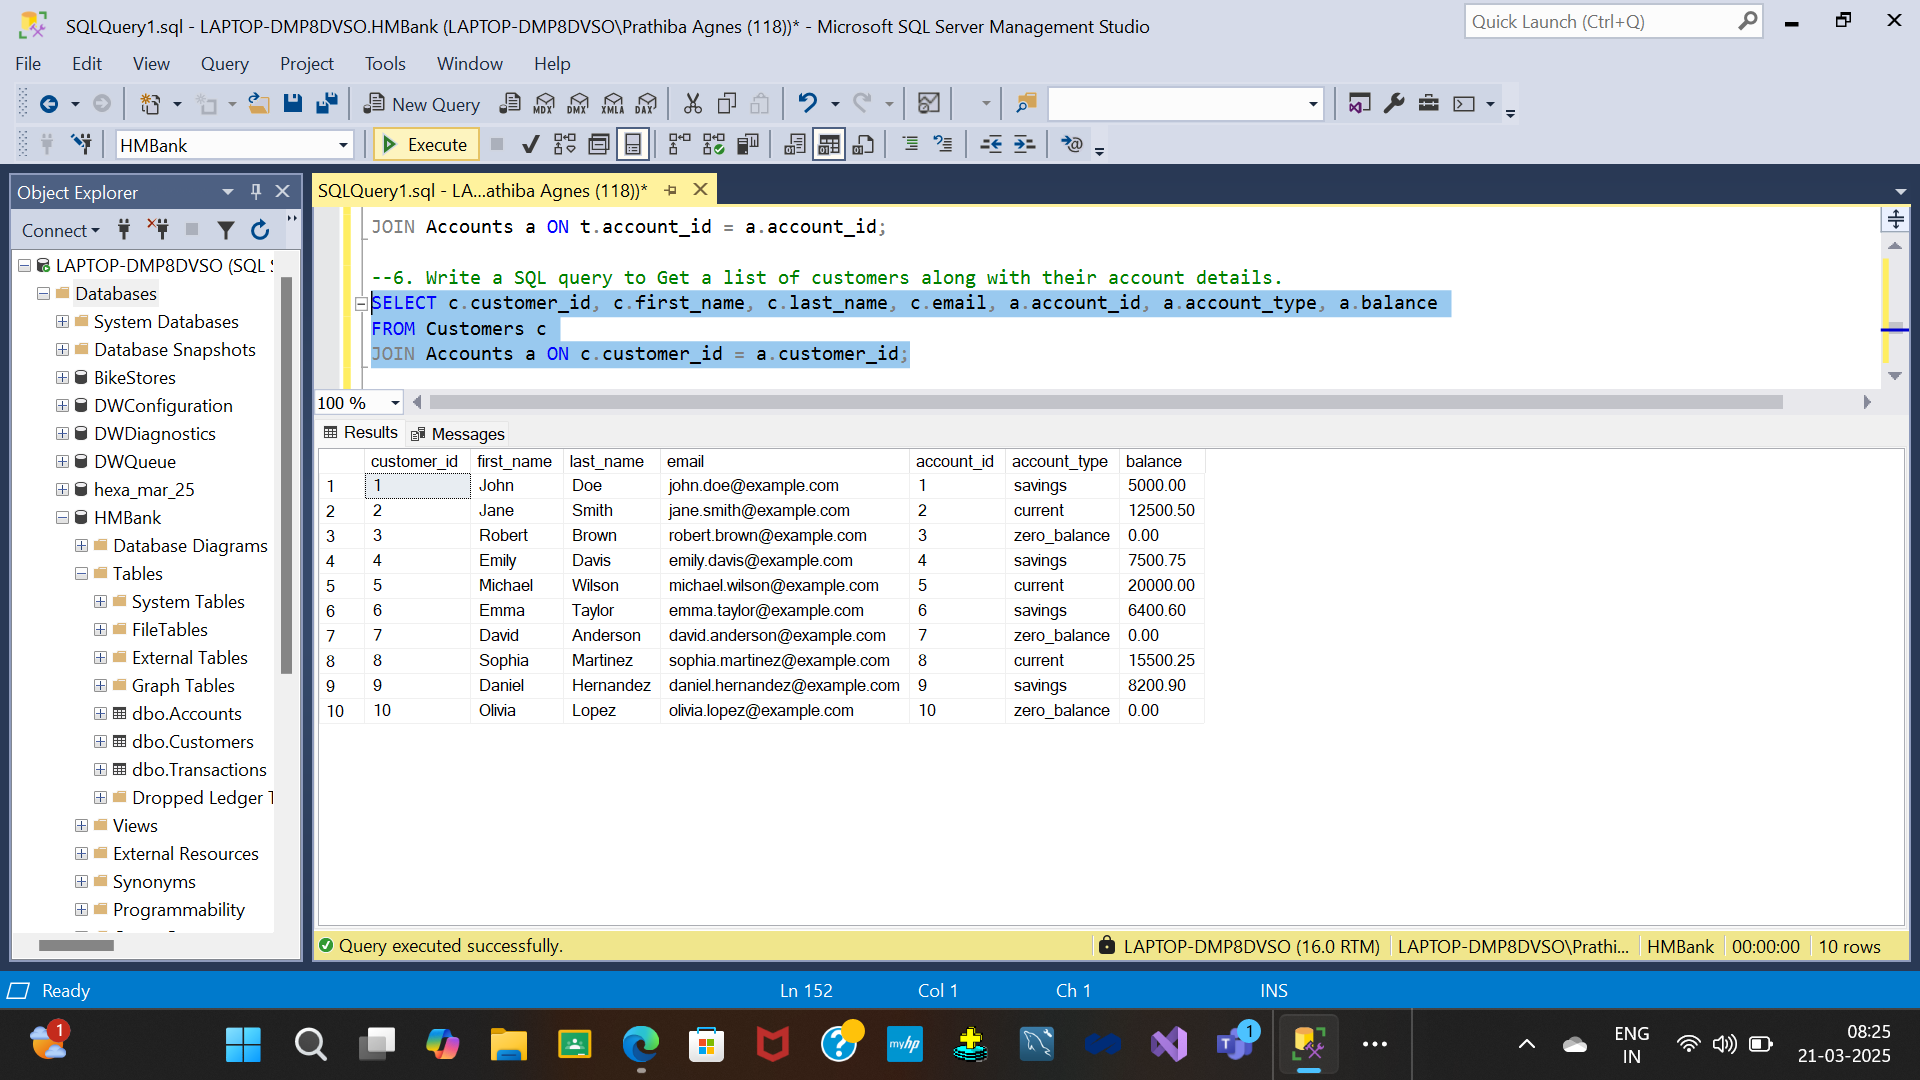 SQLQuery1.sql - LAPTOP-DMP8DVSO.HMBank (LAPTOP-DMP8DVSO\Prathiba Agnes (118))* - Microsoft SQL Server Management Studio
Quick Launch (Ctrl+Q)
File Edit View Query Project Tools Window Help
New Query MDX DMX XMLA DAX
HMBank Execute
Object Explorer
SQLQuery1.sql - LA...athiba Agnes (118))*
Connect
LAPTOP-DMP8DVSO (SQL S
Databases
System Databases
Database Snapshots
BikeStores
DWConfiguration
DWDiagnostics
DWQueue
hexa_mar_25
HMBank
Database Diagrams
Tables
System Tables
FileTables
External Tables
Graph Tables
dbo.Accounts
dbo.Customers
dbo.Transactions
Dropped Ledger T
Views
External Resources
Synonyms
Programmability
JOIN Accounts a ON t.account_id = a.account_id;
--6. Write a SQL query to Get a list of customers along with their account details.
SELECT c.customer_id, c.first_name, c.last_name, c.email, a.account_id, a.account_type, a.balance
FROM Customers c
JOIN Accounts a ON c.customer_id = a.customer_id;
100 %
Results Messages
customer_id first_name last_name email account_id account_type balance
1 1 John Doe john.doe@example.com 1 savings 5000.00
2 2 Jane Smith jane.smith@example.com 2 current 12500.50
3 3 Robert Brown robert.brown@example.com 3 zero_balance 0.00
4 4 Emily Davis emily.davis@example.com 4 savings 7500.75
5 5 Michael Wilson michael.wilson@example.com 5 current 20000.00
6 6 Emma Taylor emma.taylor@example.com 6 savings 6400.60
7 7 David Anderson david.anderson@example.com 7 zero_balance 0.00
8 8 Sophia Martinez sophia.martinez@example.com 8 current 15500.25
9 9 Daniel Hernandez daniel.hernandez@example.com 9 savings 8200.90
10 10 Olivia Lopez olivia.lopez@example.com 10 zero_balance 0.00
Query executed successfully. LAPTOP-DMP8DVSO (16.0 RTM) LAPTOP-DMP8DVSO\Prathi... HMBank 00:00:00 10 rows
Ready Ln 152 Col 1 Ch 1 INS
1 myhp 1 ENG 08:25
IN 21-03-2025